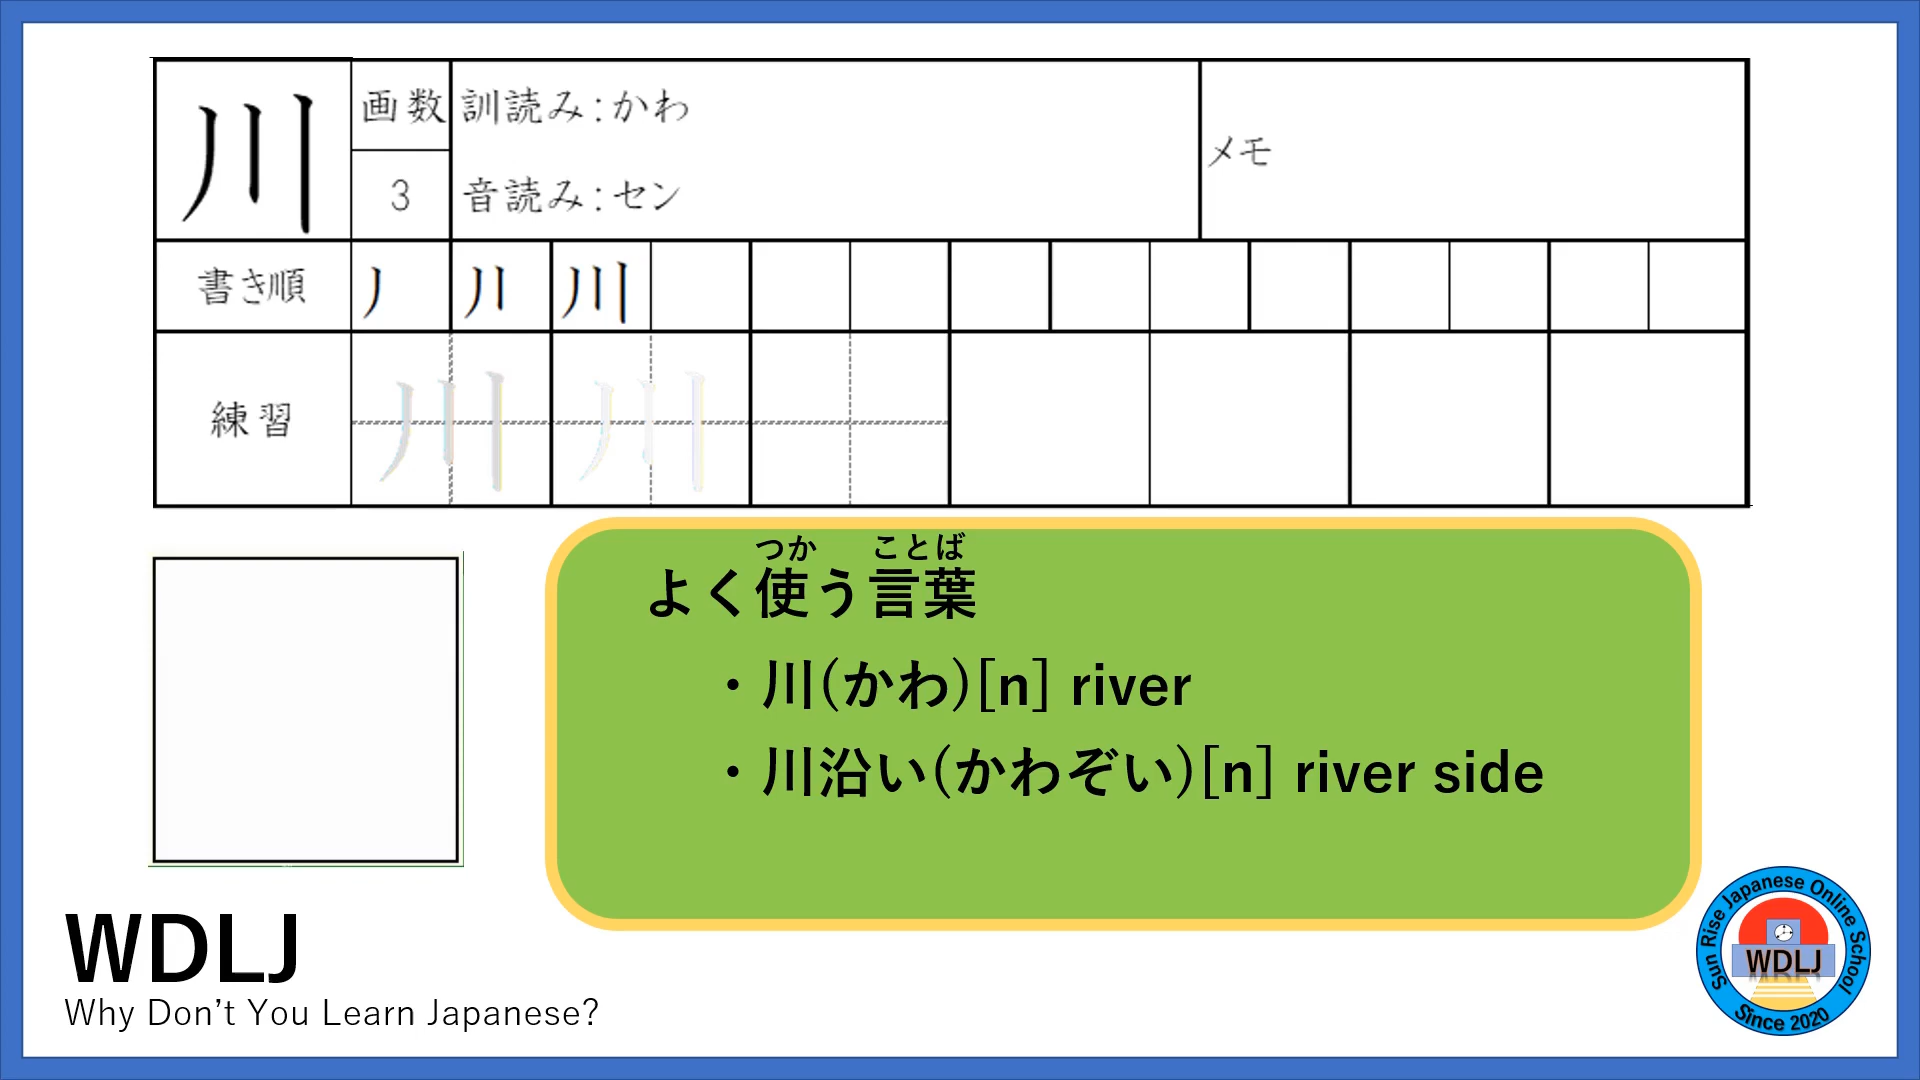 川
画数
3
訓読み:かわ
音読み:セン
メモ
書き順
丿
川
練習
川 川
つか ことば
よく使う言葉
・川(かわ)[n] river
・川沿い(かわぞい)[n] river side
WDLJ
Why Don’t You Learn Japanese?
Sun Rise Japanese Online School
WDLJ
Since 2020